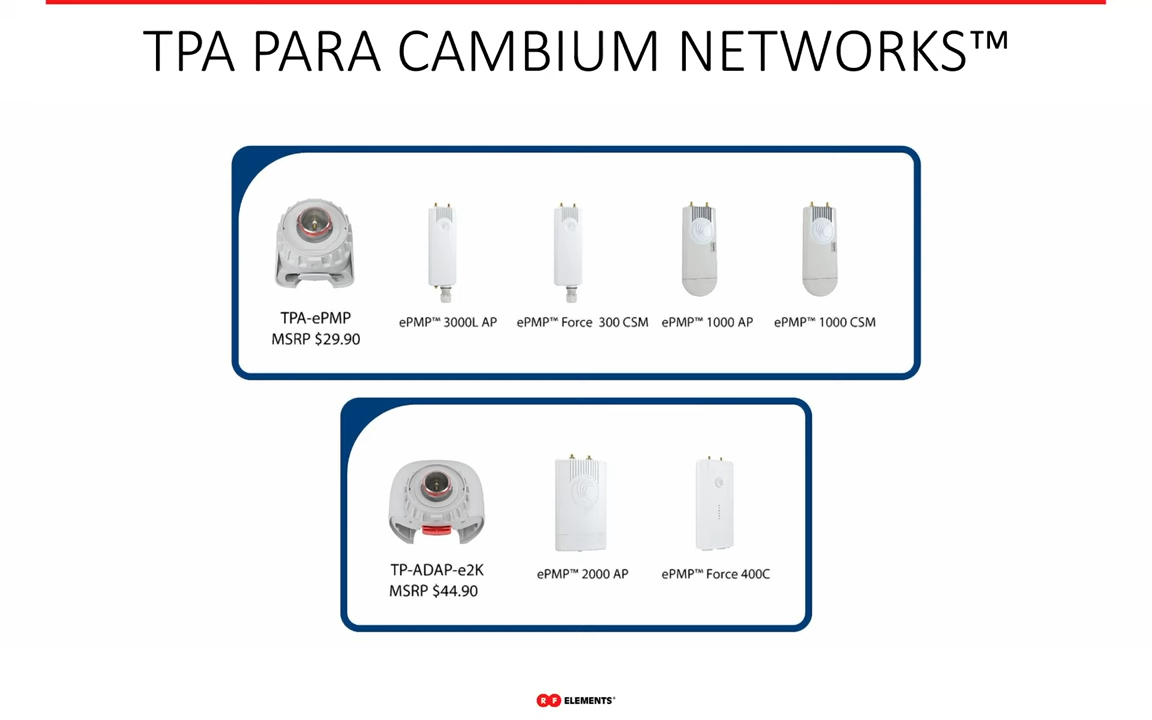 TPA PARA CAMBIUM NETWORKS™
TPA-ePMP
MSRP $29.90
ePMP™ 3000L AP
ePMP™ Force 300 CSM
ePMP™ 1000 AP
ePMP™ 1000 CSM
TP-ADAP-e2K
MSRP $44.90
ePMP™ 2000 AP
ePMP™ Force 400C
RF ELEMENTS®